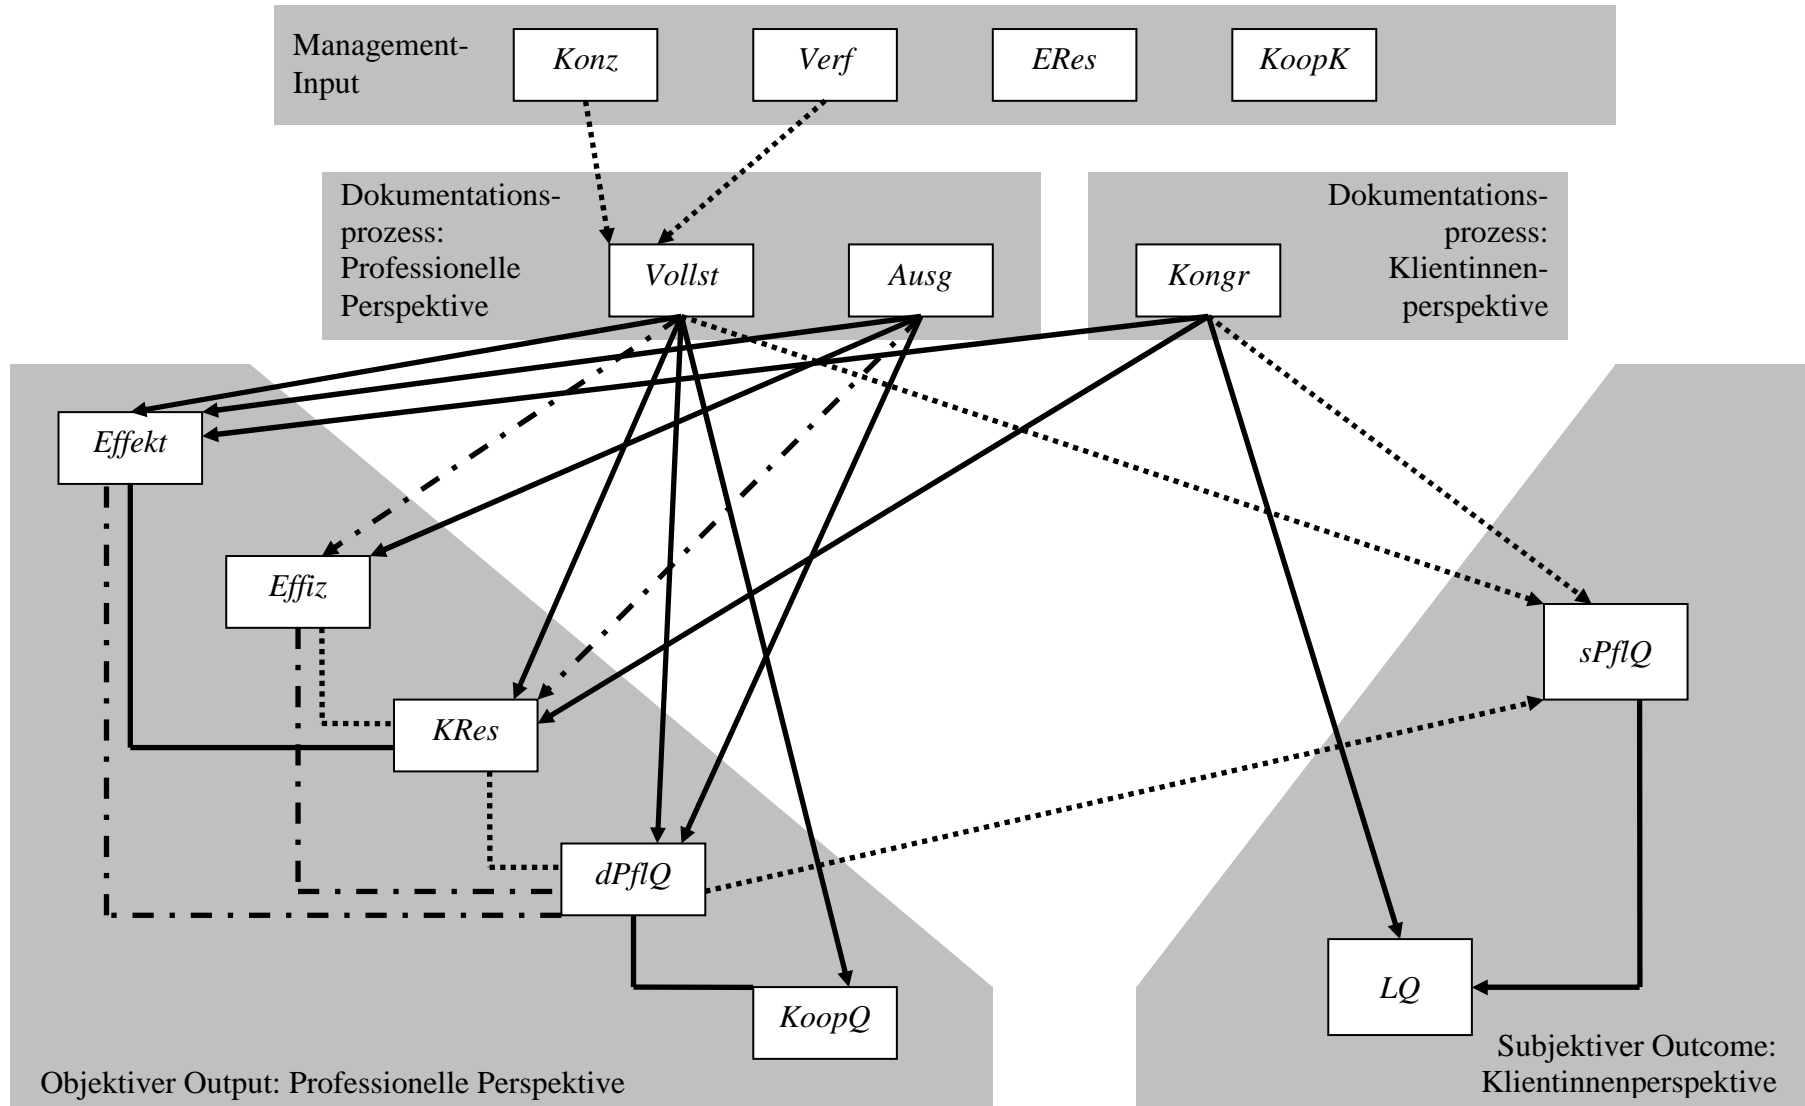 Management-
Input
Konz
Verf
ERes
KoopK
Dokumentations-
prozess:
Professionelle
Perspektive
Vollst
Ausg
Kongr
Dokumentations-
prozess:
Klientinnen-
perspektive
Effekt
Effiz
KRes
dPflQ
KoopQ
sPflQ
LQ
Objektiver Output: Professionelle Perspektive
Subjektiver Outcome:
Klientinnenperspektive